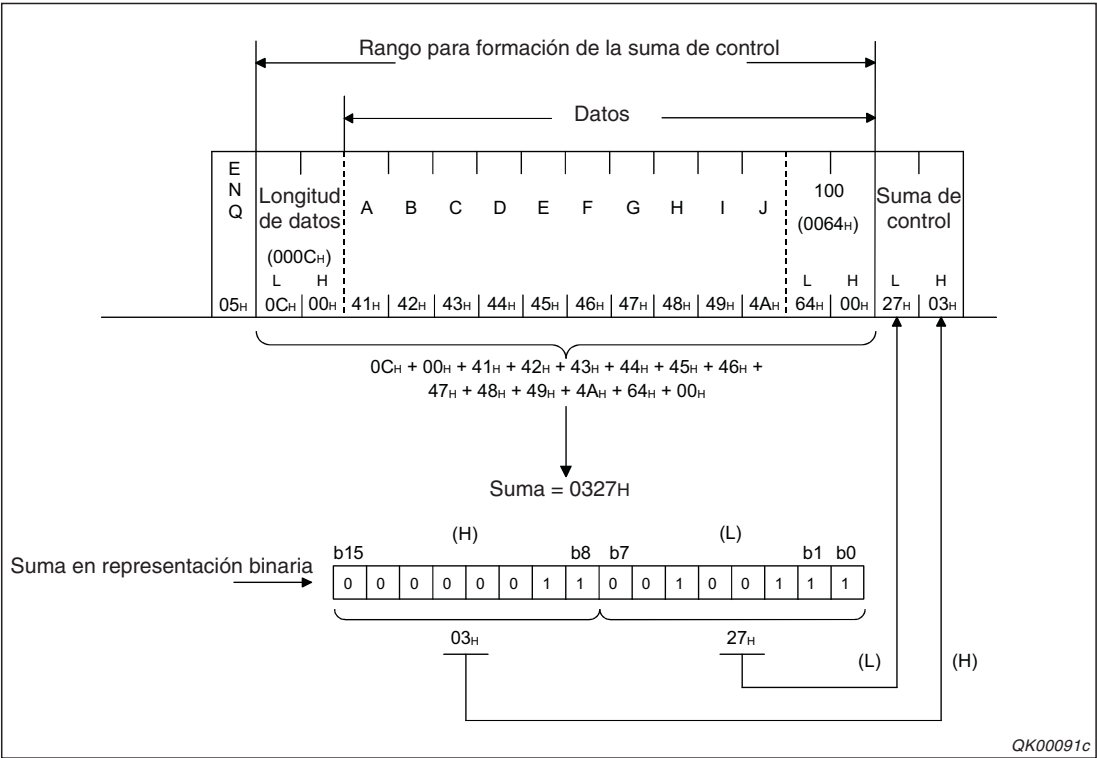 Rango para formación de la suma de control
Datos
E
N
Q
Longitud
de datos
(000CH)
A B C D E F G H I J
100
(0064H)
Suma de
control
L H L H L H
05H 0CH 00H 41H 42H 43H 44H 45H 46H 47H 48H 49H 4AH 64H 00H 27H 03H
0CH + 00H + 41H + 42H + 43H + 44H + 45H + 46H +
47H + 48H + 49H + 4AH + 64H + 00H
Suma = 0327H
(H) (L)
b15 b8 b7 b1 b0
Suma en representación binaria
0 0 0 0 0 0 1 1 0 0 1 0 0 1 1 1
03H 27H
(L) (H)
QK00091c